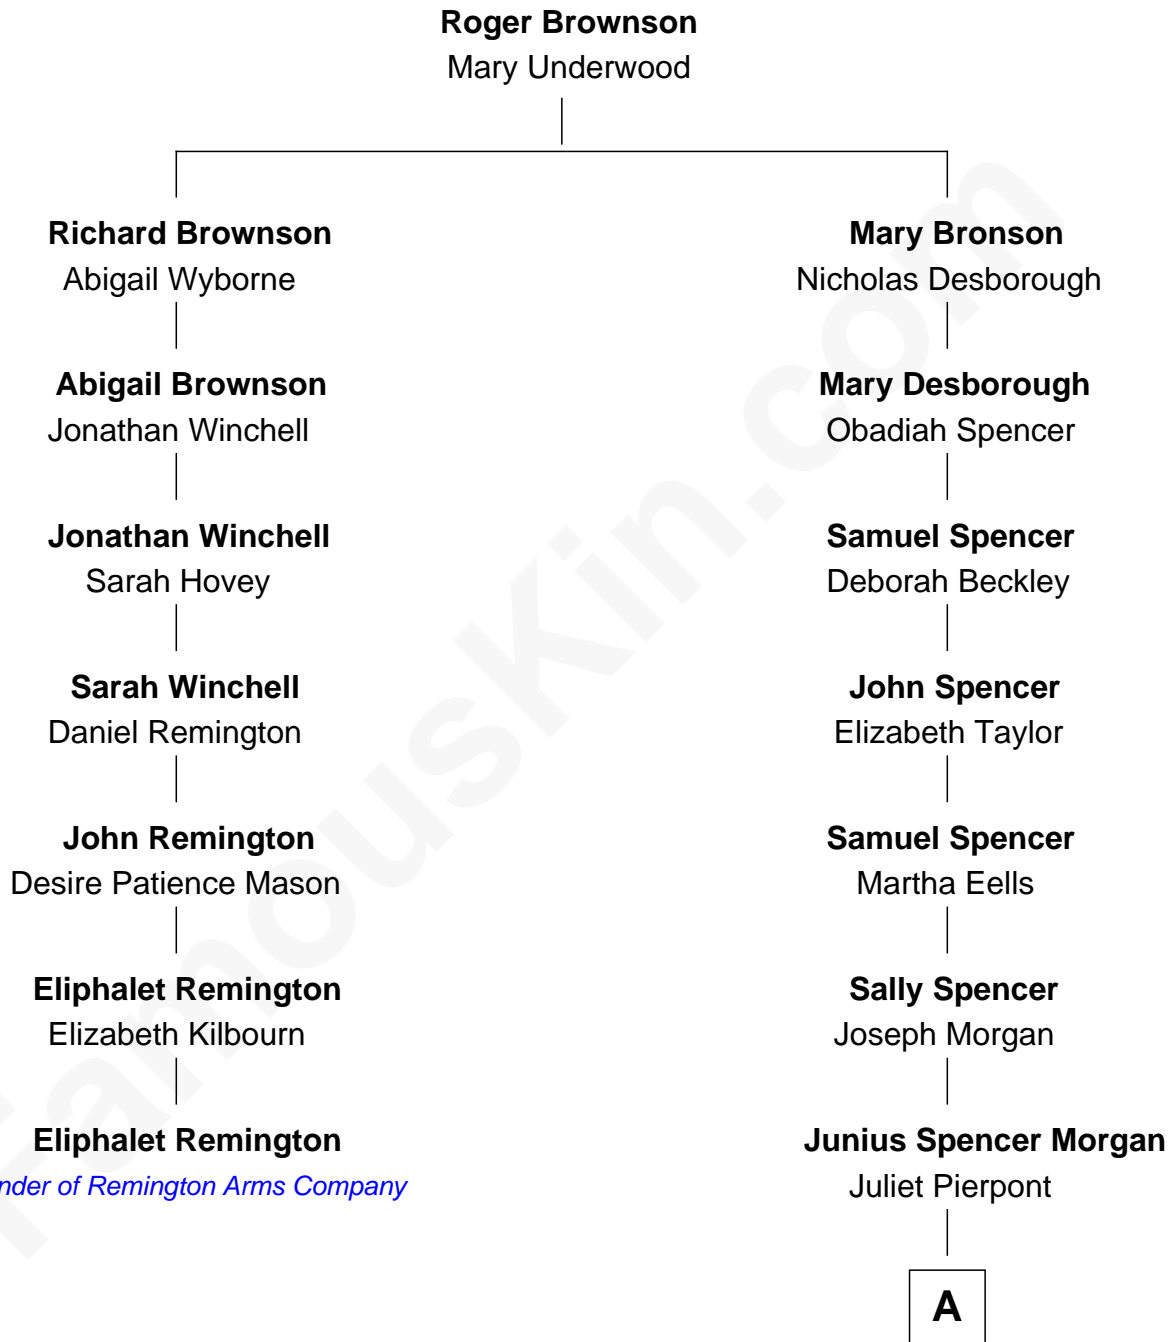 Roger Brownson
Mary Underwood
Richard Brownson
Abigail Wyborne
Mary Bronson
Nicholas Desborough
Abigail Brownson
Jonathan Winchell
Mary Desborough
Obadiah Spencer
Jonathan Winchell
Sarah Hovey
Samuel Spencer
Deborah Beckley
Sarah Winchell
Daniel Remington
John Spencer
Elizabeth Taylor
John Remington
Desire Patience Mason
Samuel Spencer
Martha Eells
Eliphalet Remington
Elizabeth Kilbourn
Sally Spencer
Joseph Morgan
Eliphalet Remington
nder of Remington Arms Company
Junius Spencer Morgan
Juliet Pierpont
A
FamousKin.com